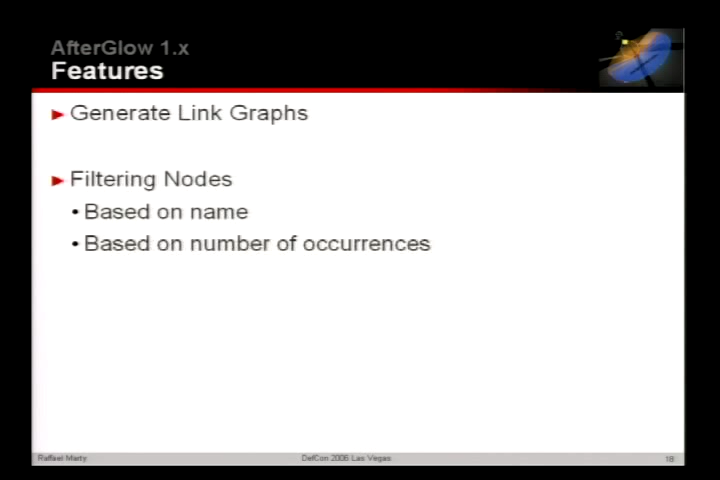 AfterGlow 1.x
Features
Generate Link Graphs
Filtering Nodes
• Based on name
• Based on number of occurrences
Raffael Marty
DefCon 2006 Las Vegas
18